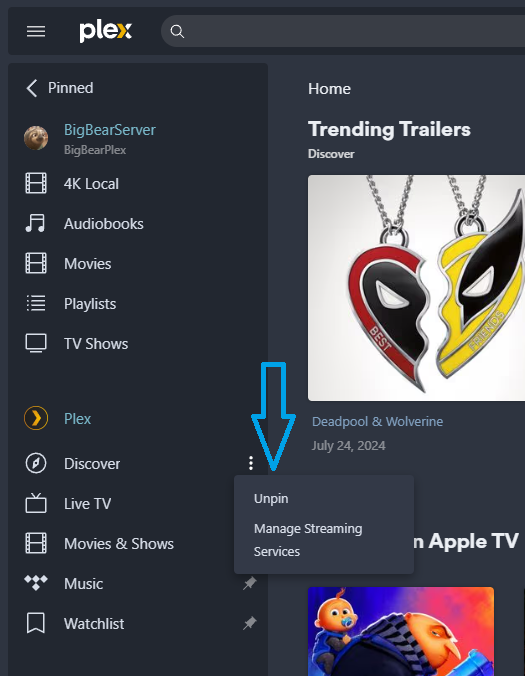 plex
Pinned
BigBearServer
BigBearPlex
4K Local
Audiobooks
Movies
Playlists
TV Shows
Plex
Discover
Live TV
Movies & Shows
Music
Watchlist
Home
Trending Trailers
Discover
BEST
FRIENDS
Deadpool & Wolverine
July 24, 2024
Unpin
Manage Streaming
Services
n Apple TV